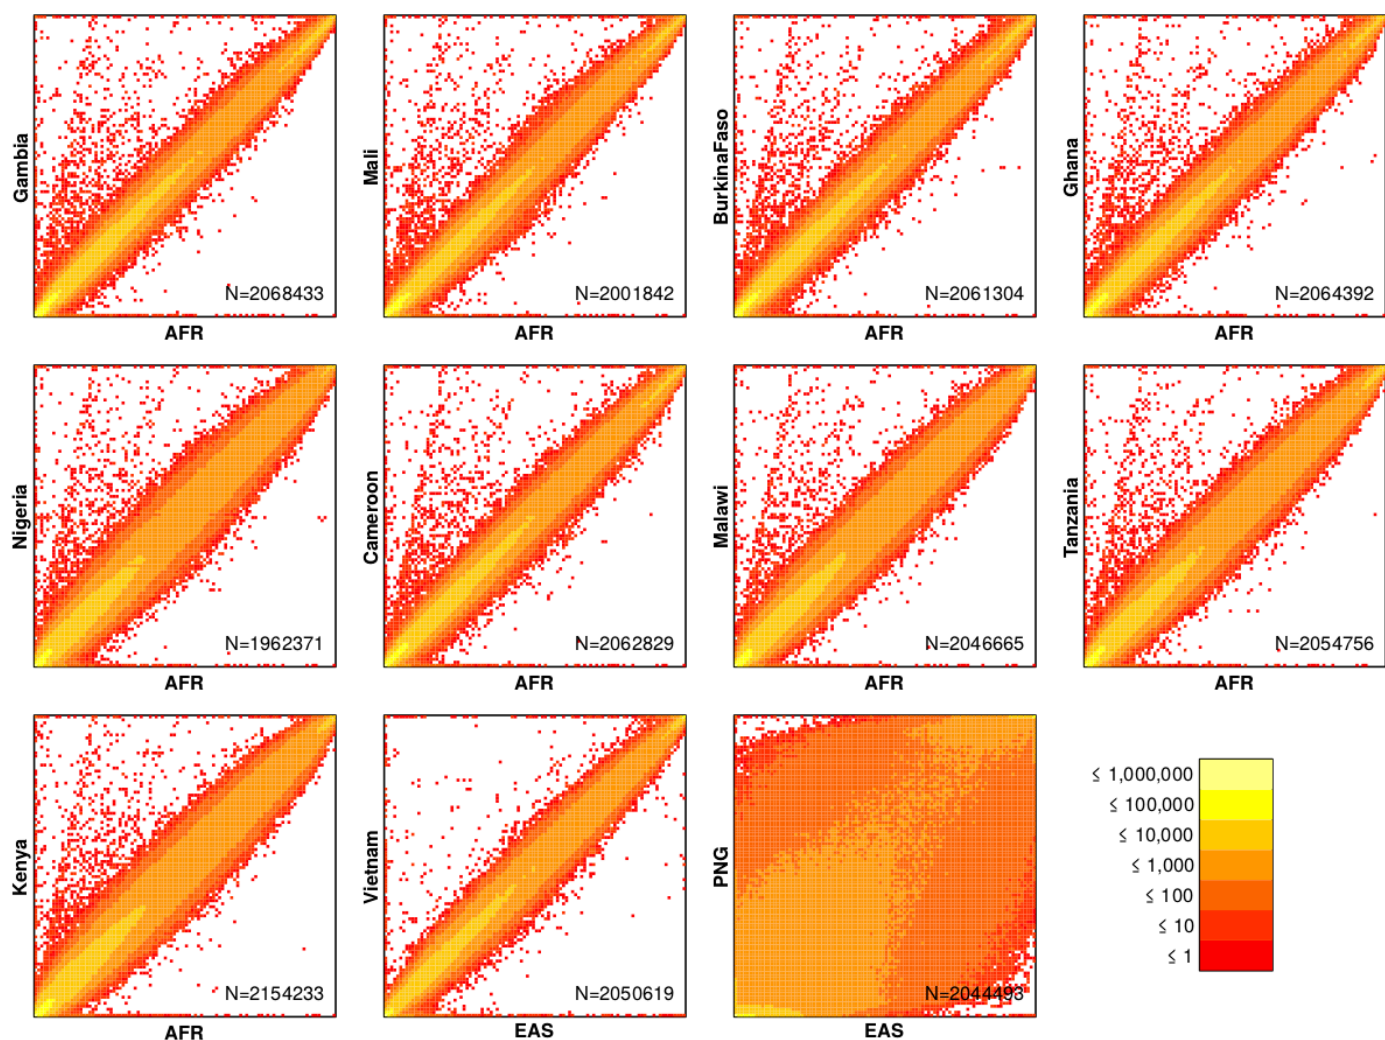 Gambia
N=2068433
AFR
Mali
N=2001842
AFR
BurkinaFaso
N=2061304
AFR
Ghana
N=2064392
AFR
Nigeria
N=1962371
AFR
Cameroon
N=2062829
AFR
Malawi
N=2046665
AFR
Tanzania
N=2054756
AFR
Kenya
N=2154233
AFR
Vietnam
N=2050619
EAS
PNG
N=2044493
EAS
≤ 1,000,000
≤ 100,000
≤ 10,000
≤ 1,000
≤ 100
≤ 10
≤ 1